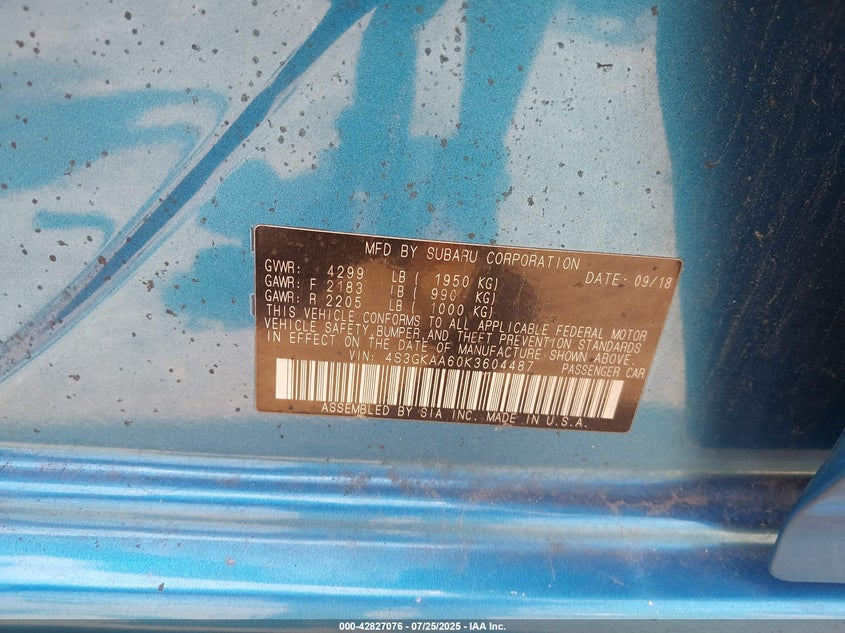 MFD BY SUBARU CORPORATION
GVWR: 4299 LB ( 1950 KG) DATE: 09/18
GAWR: F 2183 LB ( 990 KG)
GAWR: R 2205 LB ( 1000 KG)
THIS VEHICLE CONFORMS TO ALL APPLICABLE FEDERAL MOTOR
VEHICLE SAFETY, BUMPER, AND THEFT PREVENTION STANDARDS
IN EFFECT ON THE DATE OF MANUFACTURE SHOWN ABOVE.
VIN: 4S3GKAA60K3604487 PASSENGER CAR
ASSEMBLED BY SIA INC. MADE IN U.S.A.
000-42827076 - 07/25/2025 - IAA Inc.